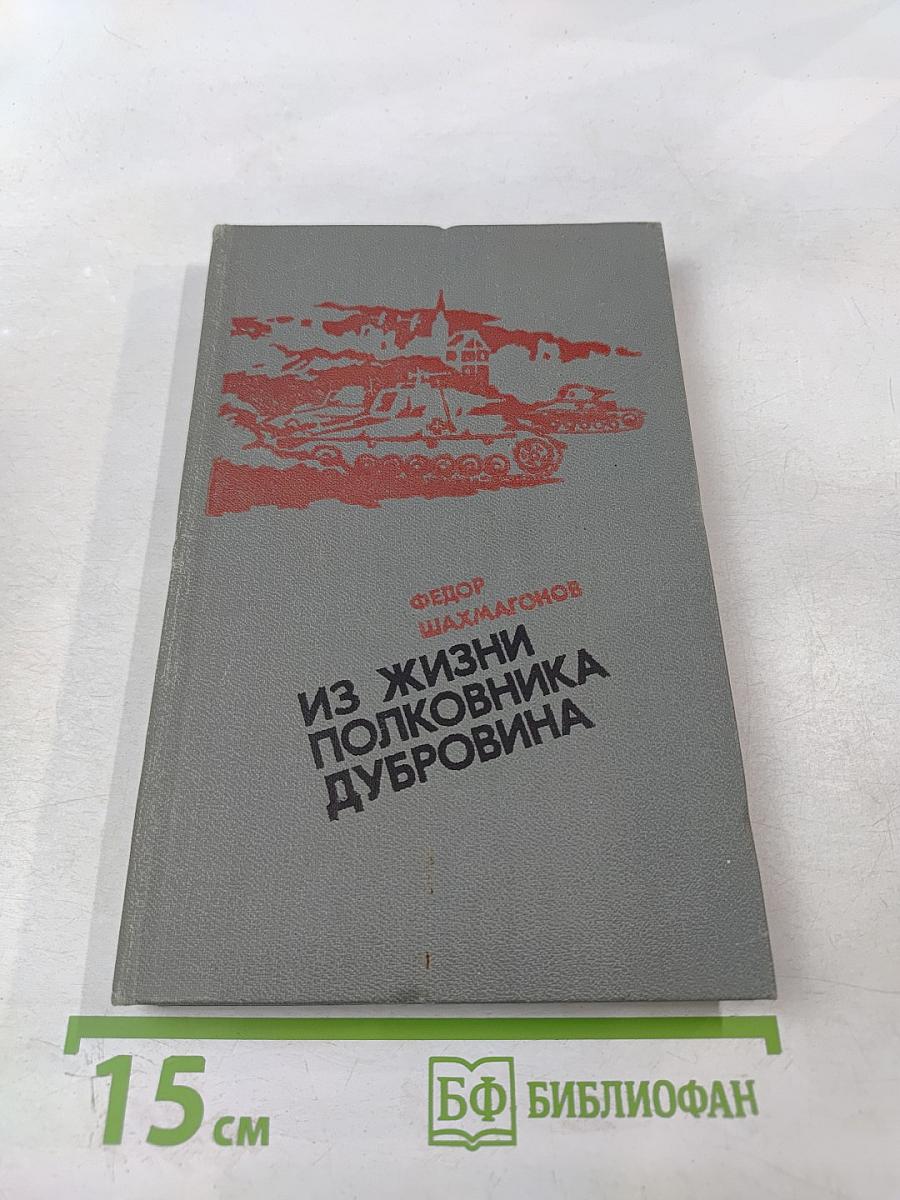 ФЕДОР
ШАХМАГОНОВ
ИЗ ЖИЗНИ
ПОЛКОВНИКА
ДУБРОВИНА
15 см
БФ БИБЛИОФАН